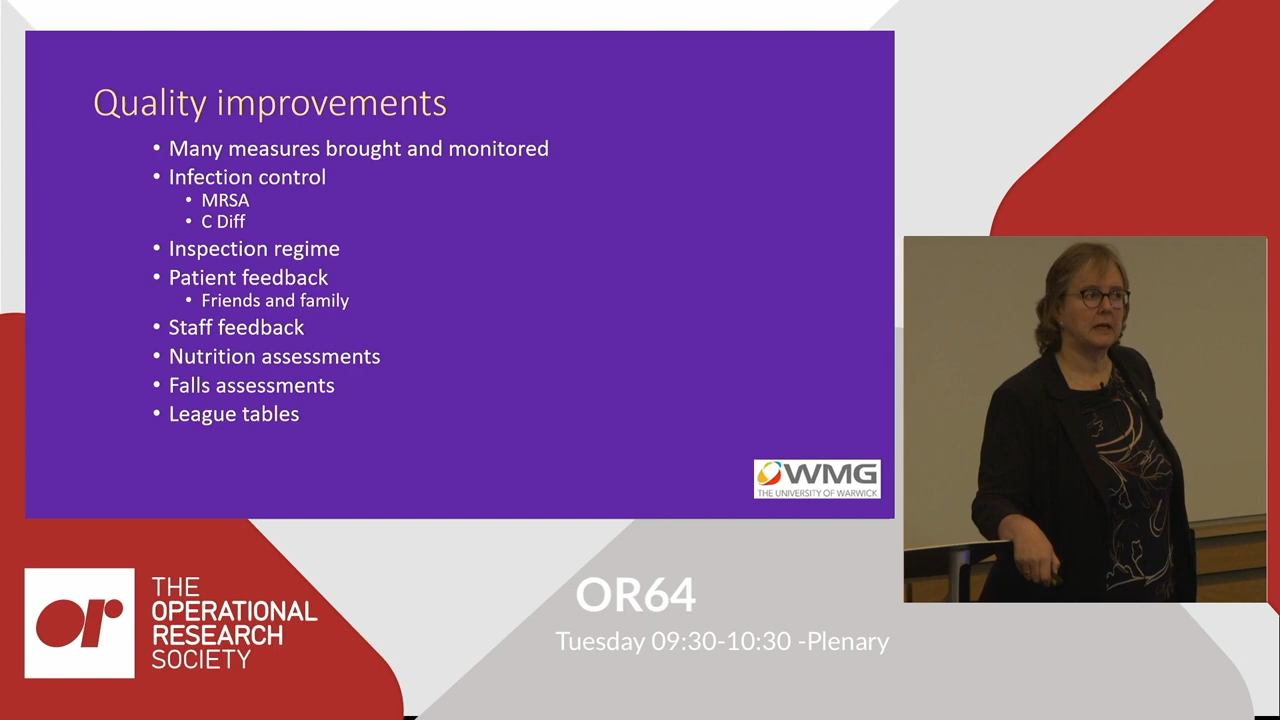 Quality improvements
• Many measures brought and monitored
• Infection control
• MRSA
• C Diff
• Inspection regime
• Patient feedback
• Friends and family
• Staff feedback
• Nutrition assessments
• Falls assessments
• League tables
WMG
THE UNIVERSITY OF WARWICK
or
THE
OPERATIONAL
RESEARCH
SOCIETY
OR64
Tuesday 09:30-10:30 -Plenary